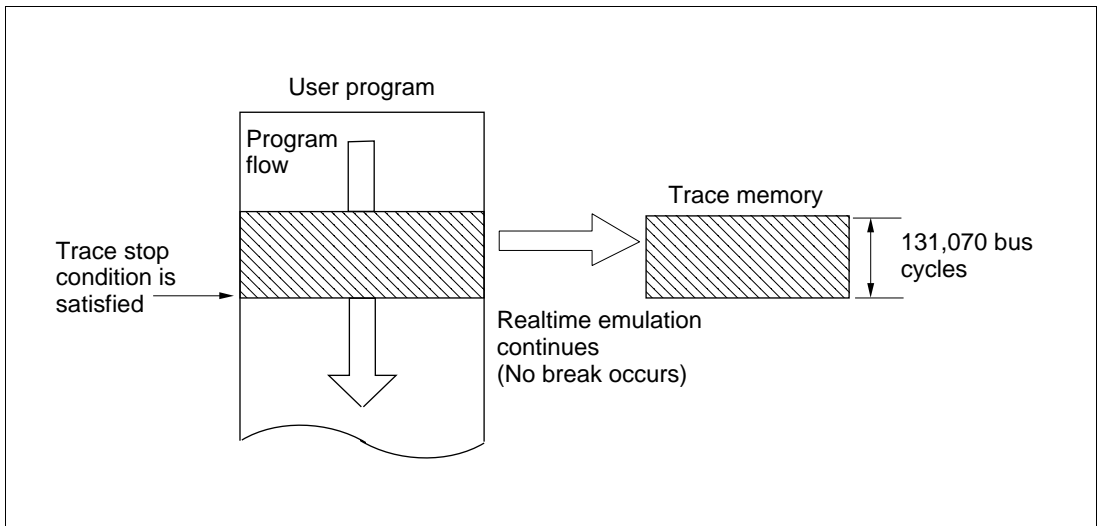 User program
Program
flow
Trace memory
131,070 bus
cycles
Trace stop
condition is
satisfied
Realtime emulation
continues
(No break occurs)